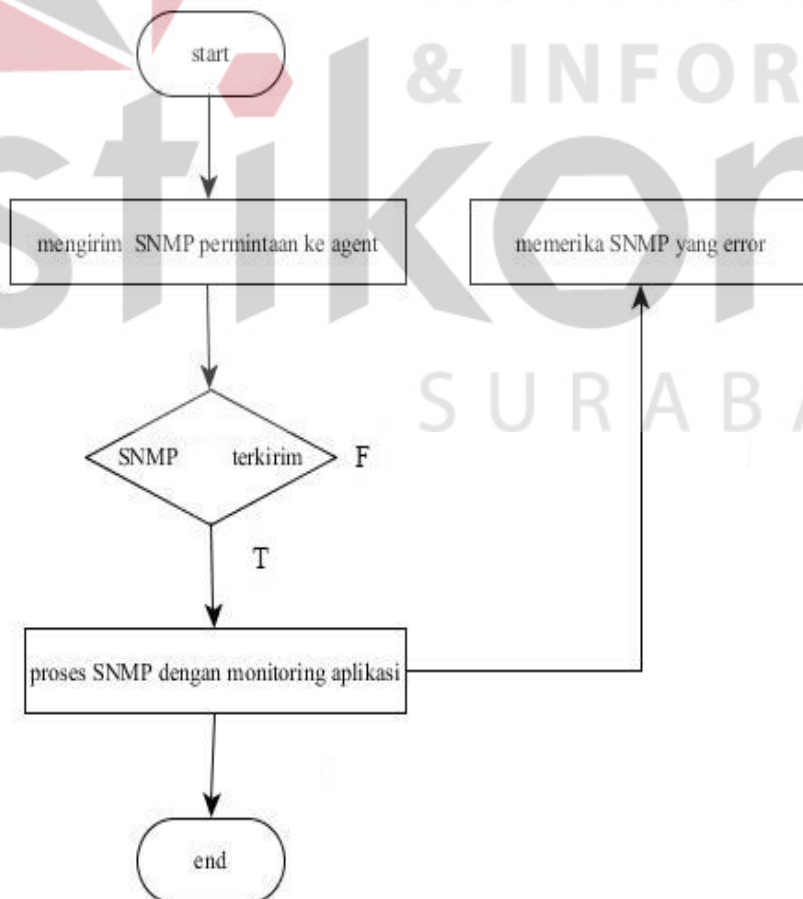 start
& INFOR
stikor
mengirim SNMP permintaan ke agent
memerika SNMP yang error
SURABA
SNMP terkirim
F
T
proses SNMP dengan monitoring aplikasi
end